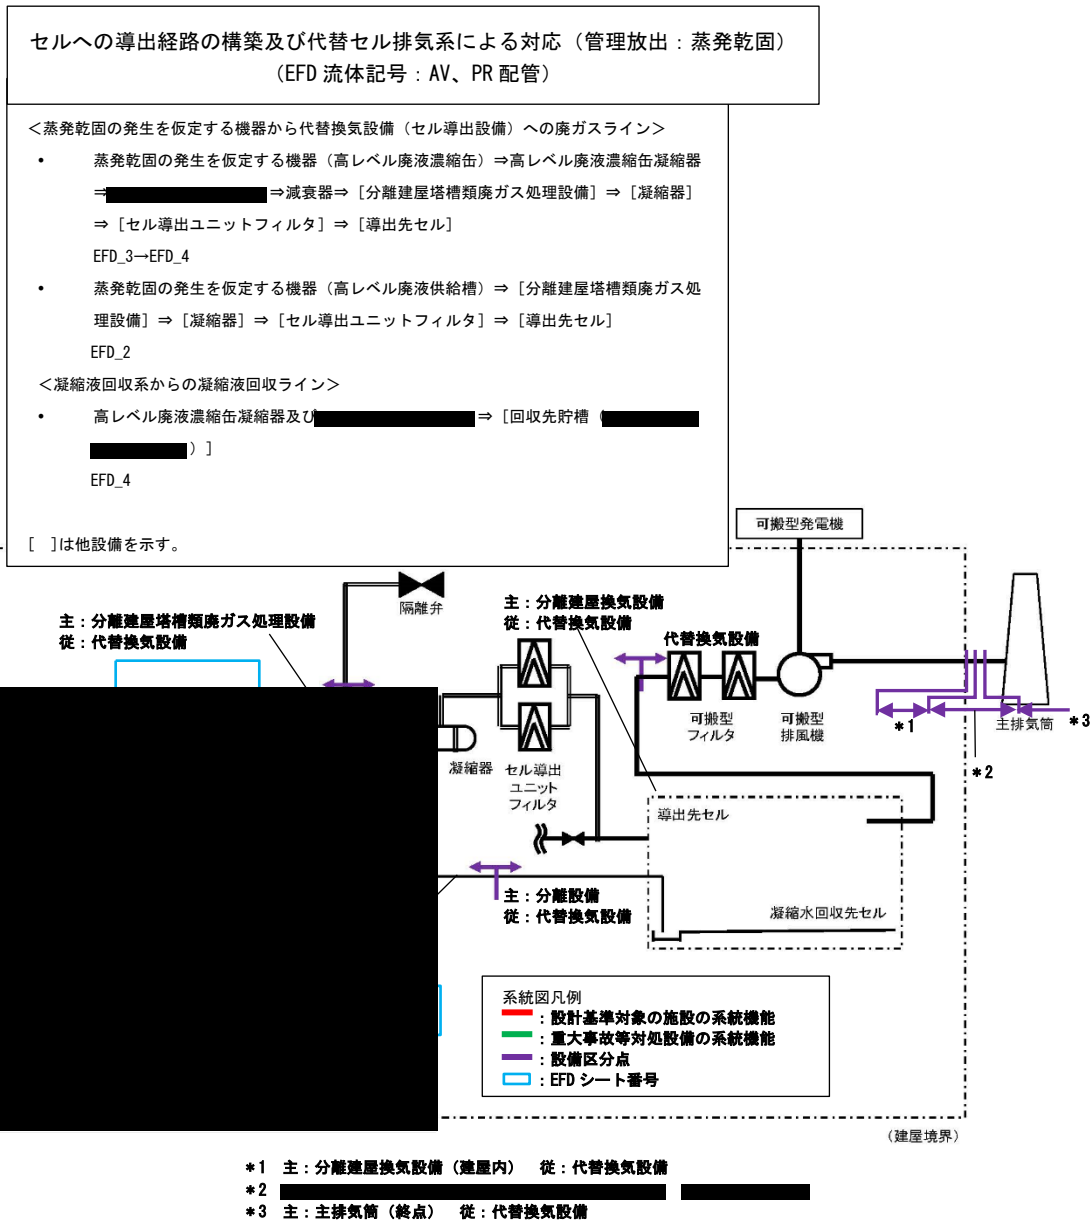 セルへの導出経路の構築及び代替セル排気系による対応（管理放出：蒸発乾固）
（EFD 流体記号：AV、PR 配管）
＜蒸発乾固の発生を仮定する機器から代替換気設備（セル導出設備）への廃ガスライン＞
• 蒸発乾固の発生を仮定する機器（高レベル廃液濃縮缶）⇒高レベル廃液濃縮缶凝縮器
⇒ ⇒減衰器⇒［分離建屋塔槽類廃ガス処理設備］⇒［凝縮器］
⇒［セル導出ユニットフィルタ］⇒［導出先セル］
EFD_3→EFD_4
• 蒸発乾固の発生を仮定する機器（高レベル廃液供給槽）⇒［分離建屋塔槽類廃ガス処
理設備］⇒［凝縮器］⇒［セル導出ユニットフィルタ］⇒［導出先セル］
EFD_2
＜凝縮液回収系からの凝縮液回収ライン＞
• 高レベル廃液濃縮缶凝縮器及び ⇒［回収先貯槽（
）］
EFD_4
［　］は他設備を示す。
可搬型発電機
隔離弁
主：分離建屋塔槽類廃ガス処理設備
従：代替換気設備
主：分離建屋換気設備
従：代替換気設備
代替換気設備
可搬型
フィルタ
可搬型
排風機
＊1
主排気筒
＊3
＊2
凝縮器
セル導出
ユニット
フィルタ
導出先セル
主：分離設備
従：代替換気設備
凝縮水回収先セル
系統図凡例
：設計基準対象の施設の系統機能
：重大事故等対処設備の系統機能
：設備区分点
：EFD シート番号
（建屋境界）
＊1　主：分離建屋換気設備（建屋内）　従：代替換気設備
＊2
＊3　主：主排気筒（終点）　従：代替換気設備